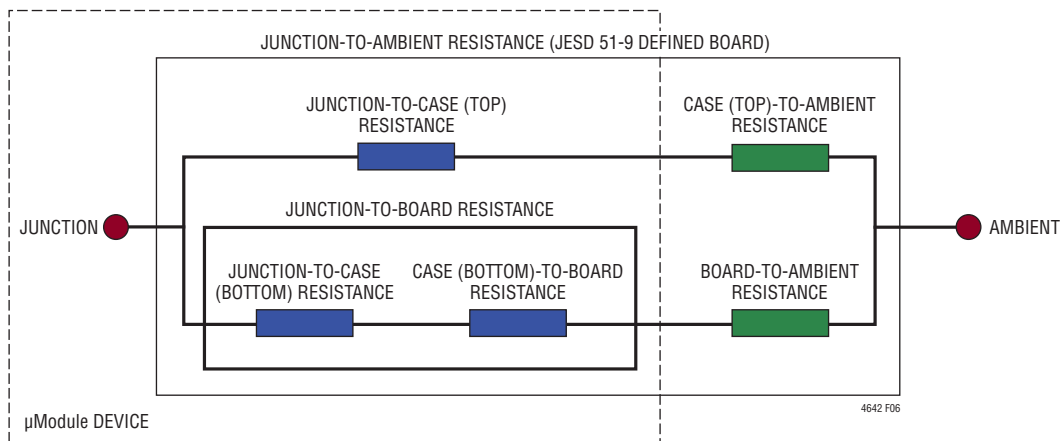 JUNCTION-TO-AMBIENT RESISTANCE (JESD 51-9 DEFINED BOARD)
JUNCTION-TO-CASE (TOP)
RESISTANCE
CASE (TOP)-TO-AMBIENT
RESISTANCE
JUNCTION
JUNCTION-TO-BOARD RESISTANCE
AMBIENT
JUNCTION-TO-CASE
(BOTTOM) RESISTANCE
CASE (BOTTOM)-TO-BOARD
RESISTANCE
BOARD-TO-AMBIENT
RESISTANCE
4642 F06
µModule DEVICE